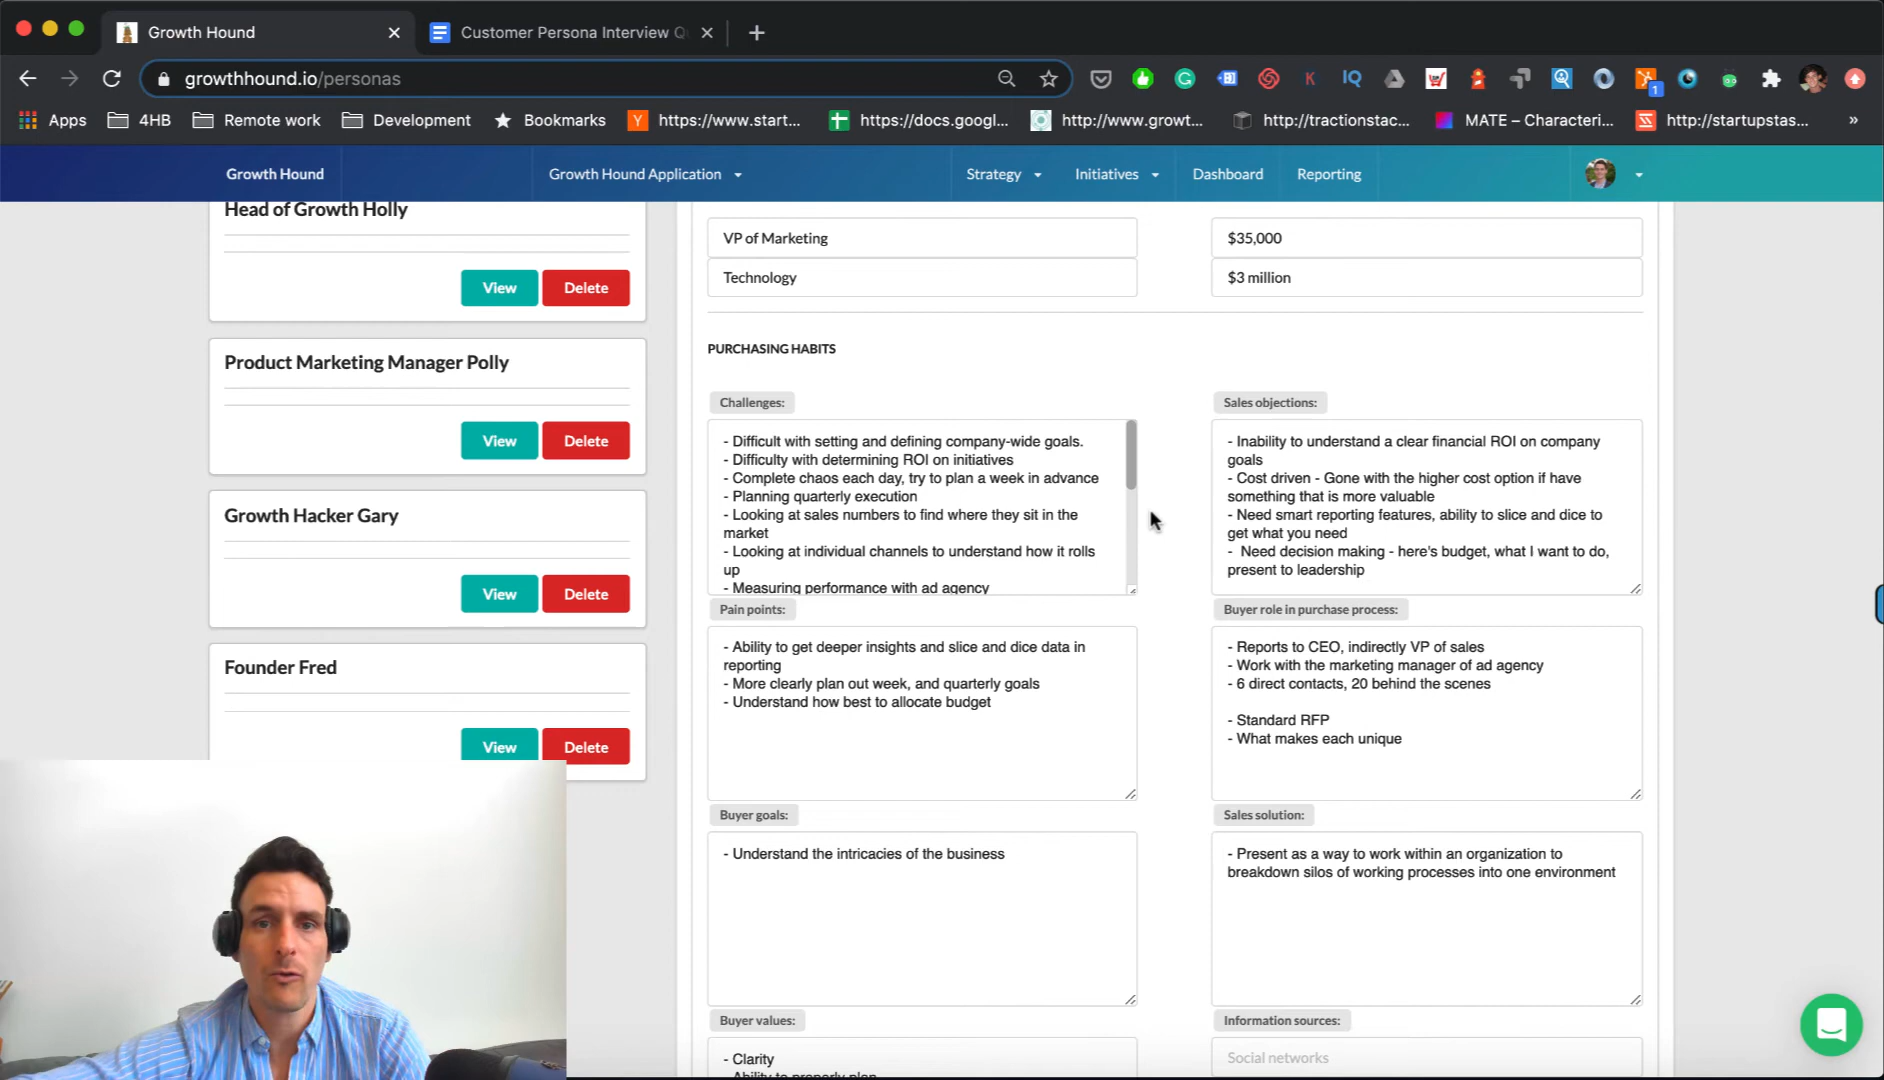 Growth Hound
Customer Persona Interview Q
growthhound.io/personas
K
IQ
1
Apps
4HB
Remote work
Development
Bookmarks
Y
https://www.start...
https://docs.googl...
http://www.growt...
http://tractionstac...
MATE – Characteri...
http://startupstas...
»
Growth Hound
Growth Hound Application
Strategy
Initiatives
Dashboard
Reporting
Head of Growth Holly
View
Delete
Product Marketing Manager Polly
View
Delete
Growth Hacker Gary
View
Delete
Founder Fred
View
Delete
VP of Marketing
$35,000
Technology
$3 million
PURCHASING HABITS
Challenges:
- Difficult with setting and defining company-wide goals.
- Difficulty with determining ROI on initiatives
- Complete chaos each day, try to plan a week in advance
- Planning quarterly execution
- Looking at sales numbers to find where they sit in the
market
- Looking at individual channels to understand how it rolls
up
- Measuring performance with ad agency
Sales objections:
- Inability to understand a clear financial ROI on company
goals
- Cost driven - Gone with the higher cost option if have
something that is more valuable
- Need smart reporting features, ability to slice and dice to
get what you need
-  Need decision making - here's budget, what I want to do,
present to leadership
Pain points:
- Ability to get deeper insights and slice and dice data in
reporting
- More clearly plan out week, and quarterly goals
- Understand how best to allocate budget
Buyer role in purchase process:
- Reports to CEO, indirectly VP of sales
- Work with the marketing manager of ad agency
- 6 direct contacts, 20 behind the scenes
- Standard RFP
- What makes each unique
Buyer goals:
- Understand the intricacies of the business
Sales solution:
- Present as a way to work within an organization to
breakdown silos of working processes into one environment
Buyer values:
- Clarity
- Ability to properly plan
Information sources:
Social networks